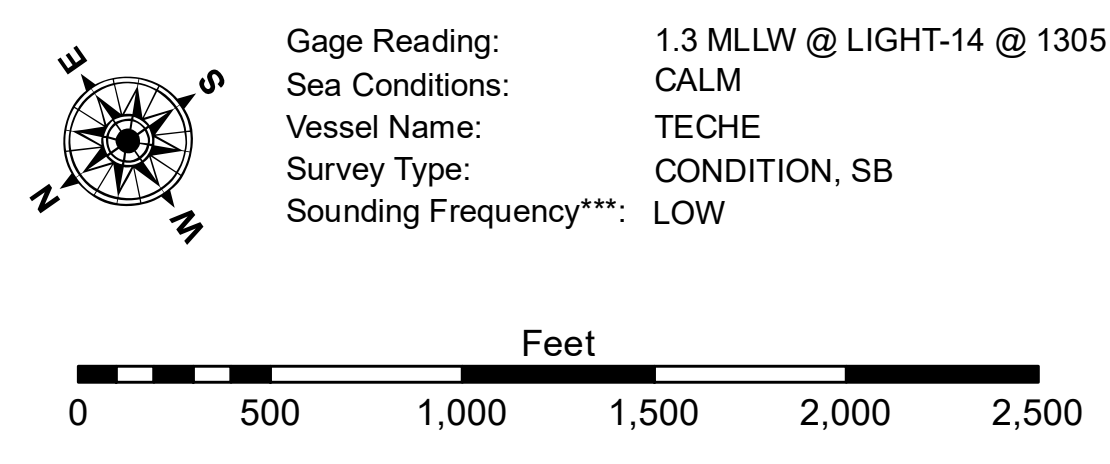 E
S
N
W
Gage Reading: 1.3 MLLW @ LIGHT-14 @ 1305
Sea Conditions: CALM
Vessel Name: TECHE
Survey Type: CONDITION, SB
Sounding Frequency***: LOW
Feet
0 500 1,000 1,500 2,000 2,500